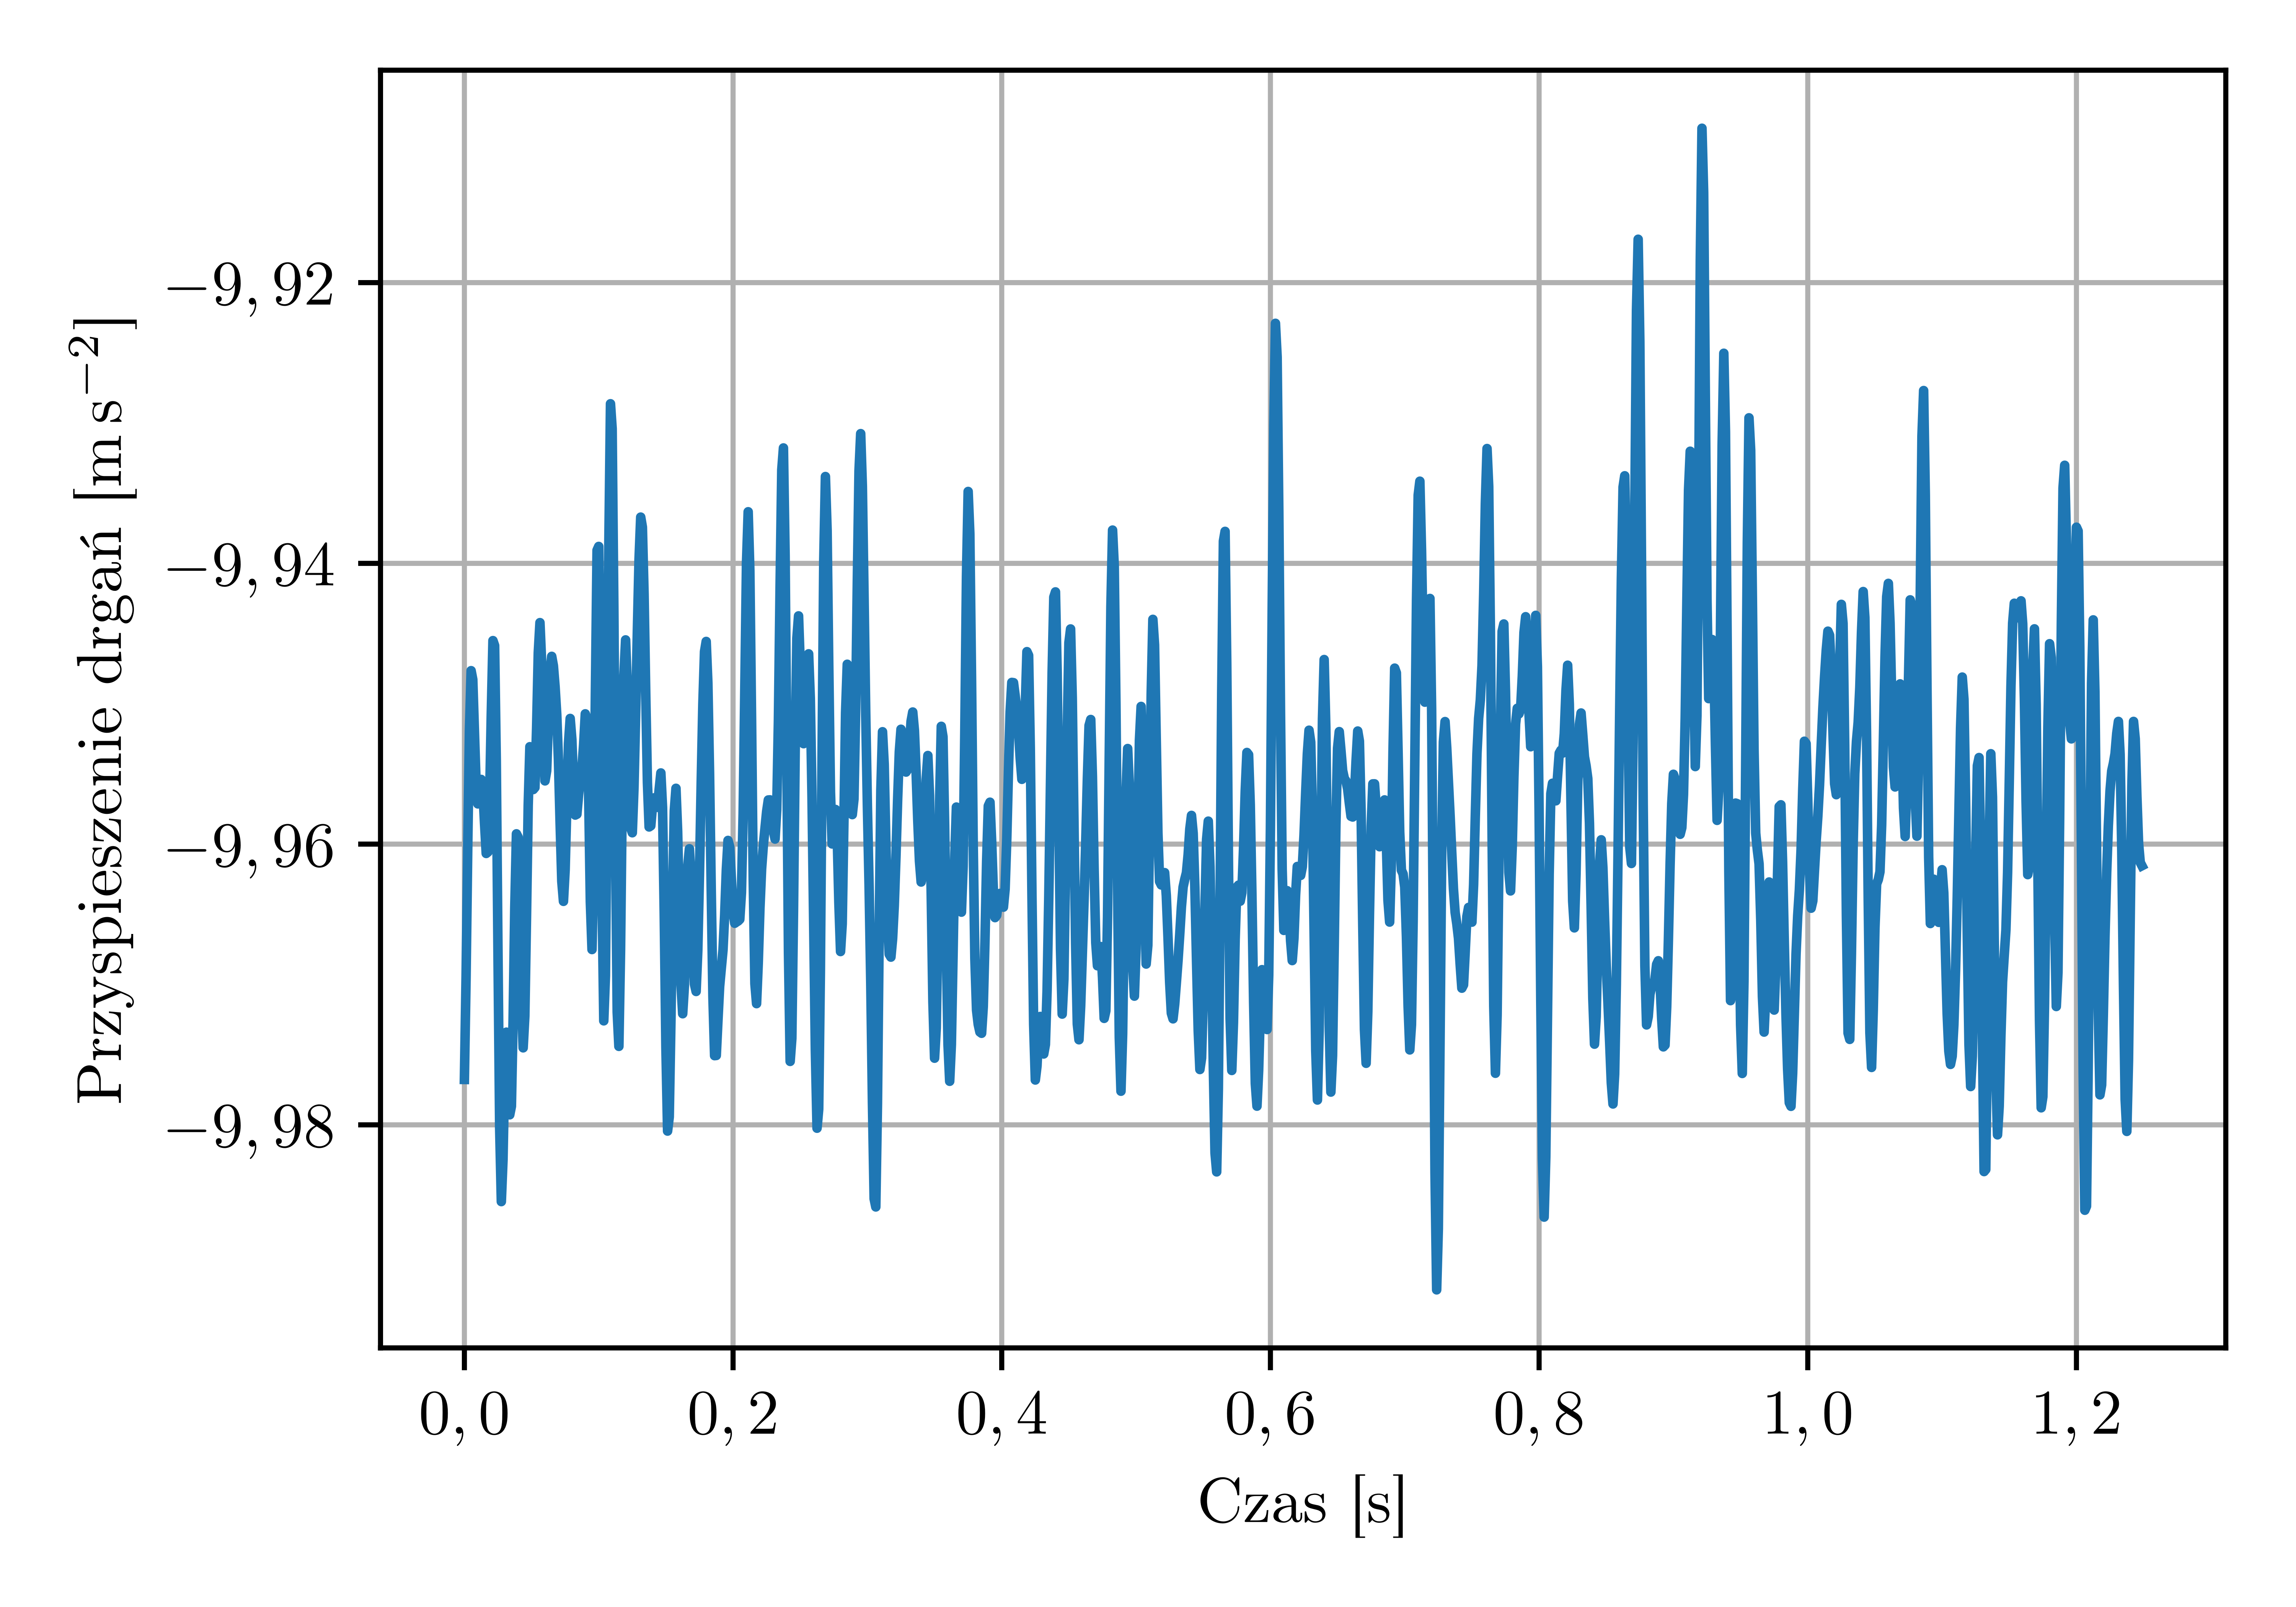 Przyspieszenie drgań [m s⁻²]
−9,92
−9,94
−9,96
−9,98
0,0 0,2 0,4 0,6 0,8 1,0 1,2
Czas [s]